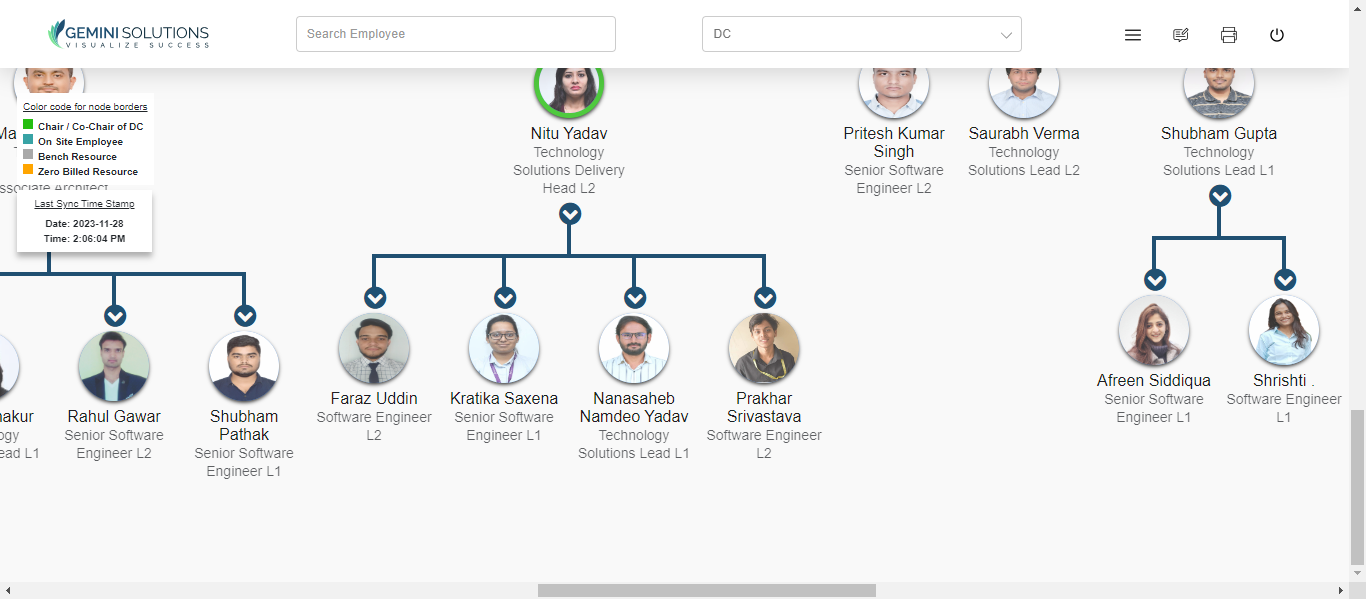 GEMINI SOLUTIONS
VISUALIZE SUCCESS
Search Employee
DC
Color code for node borders
Chair / Co-Chair of DC
On Site Employee
Bench Resource
Zero Billed Resource
Ma
ssociate Architect
Last Sync Time Stamp
Date: 2023-11-28
Time: 2:06:04 PM
Nitu Yadav
Technology
Solutions Delivery
Head L2
Pritesh Kumar
Singh
Senior Software
Engineer L2
Saurabh Verma
Technology
Solutions Lead L2
Shubham Gupta
Technology
Solutions Lead L1
akur
ogy
ead L1
Rahul Gawar
Senior Software
Engineer L2
Shubham
Pathak
Senior Software
Engineer L1
Faraz Uddin
Software Engineer
L2
Kratika Saxena
Senior Software
Engineer L1
Nanasaheb
Namdeo Yadav
Technology
Solutions Lead L1
Prakhar
Srivastava
Software Engineer
L2
Afreen Siddiqua
Senior Software
Engineer L1
Shrishti .
Software Engineer
L1